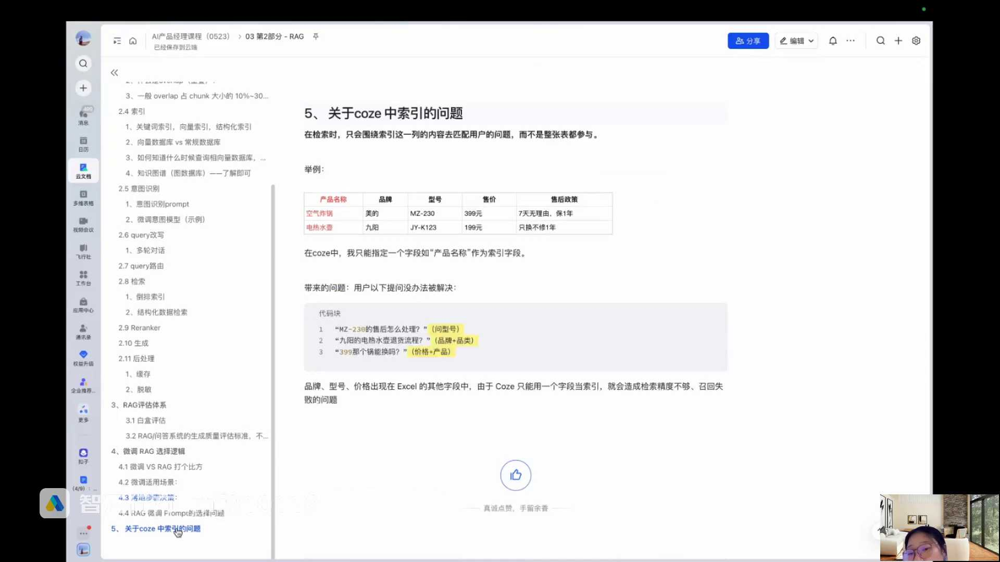 AI产品经理课程（0523） > 03 第2部分 - RAG
已经保存到云端
分享
编辑
499
消息
日历
云文档
多维表格
视频会议
飞行社
工作台
应用中心
通讯录
权益升级
企业推荐...
更多
扣子
(4/9) : ...
3、一般 overlap 占 chunk 大小的 10%~30...
2.4 索引
1、关键词索引，向量索引，结构化索引
2、向量数据库 vs 常规数据库
3、如何知道什么时候查询相向量数据库，...
4、知识图谱（图数据库）——了解即可
2.5 意图识别
1、意图识别prompt
2、微调意图模型（示例）
2.6 query改写
1、多轮对话
2.7 query路由
2.8 检索
1、倒排索引
2、结构化数据检索
2.9 Reranker
2.10 生成
2.11 后处理
1、缓存
2、脱敏
3、RAG评估体系
3.1 白盒评估
3.2 RAG/问答系统的生成质量评估标准，不...
4、微调 RAG 选择逻辑
4.1 微调 VS RAG 打个比方
4.2 微调适用场景：
4.3 落地步骤决策：
4.4 RAG 微调 Prompt的选择问题
5、 关于coze 中索引的问题
5、 关于coze 中索引的问题
在检索时，只会围绕索引这一列的内容去匹配用户的问题，而不是整张表都参与。
举例：
产品名称 品牌 型号 售价 售后政策
空气炸锅 美的 MZ-230 399元 7天无理由，保1年
电热水壶 九阳 JY-K123 199元 只换不修1年
在coze中，我只能指定一个字段如“产品名称”作为索引字段。
带来的问题：用户以下提问没办法被解决：
代码块
1 “MZ-230的售后怎么处理？”（问型号）
2 “九阳的电热水壶退货流程？”（品牌+品类）
3 “399那个锅能换吗？”（价格+产品）
品牌、型号、价格出现在 Excel 的其他字段中，由于 Coze 只能用一个字段当索引，就会造成检索精度不够、召回失
败的问题
真诚点赞，手留余香